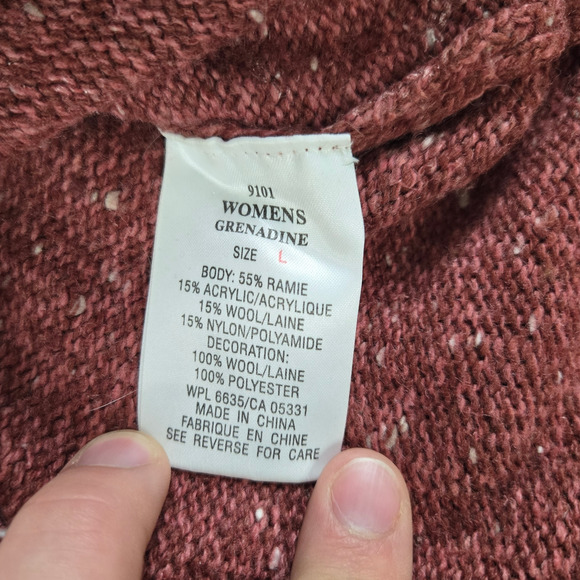 9101
WOMENS
GRENADINE
SIZE L
BODY: 55% RAMIE
15% ACRYLIC/ACRYLIQUE
15% WOOL/LAINE
15% NYLON/POLYAMIDE
DECORATION:
100% WOOL/LAINE
100% POLYESTER
WPL 6635/CA 05331
MADE IN CHINA
FABRIQUE EN CHINE
SEE REVERSE FOR CARE